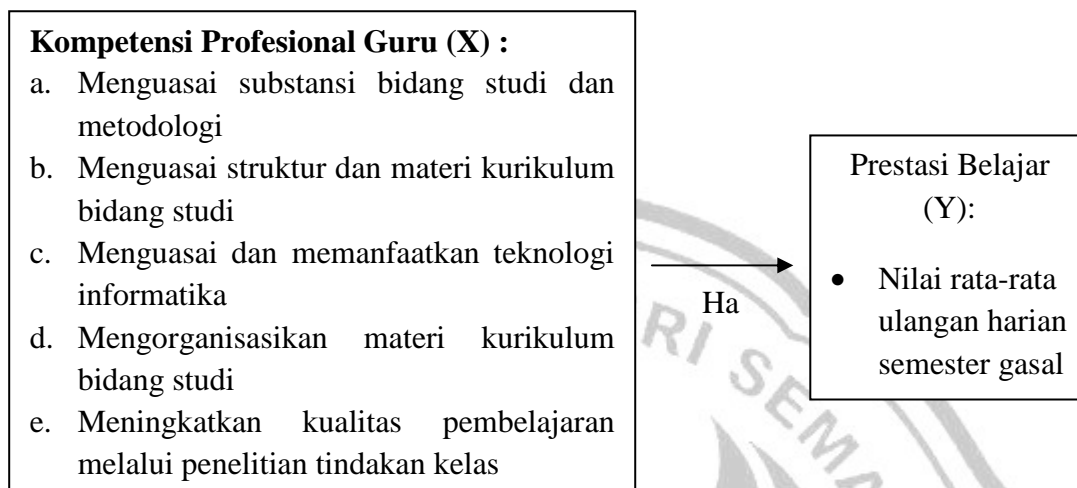 Kompetensi Profesional Guru (X) :
a. Menguasai substansi bidang studi dan
metodologi
b. Menguasai struktur dan materi kurikulum
bidang studi
c. Menguasai dan memanfaatkan teknologi
informatika
d. Mengorganisasikan materi kurikulum
bidang studi
e. Meningkatkan kualitas pembelajaran
melalui penelitian tindakan kelas
Ha
Prestasi Belajar
(Y):
• Nilai rata-rata
ulangan harian
semester gasal
RI SEMA